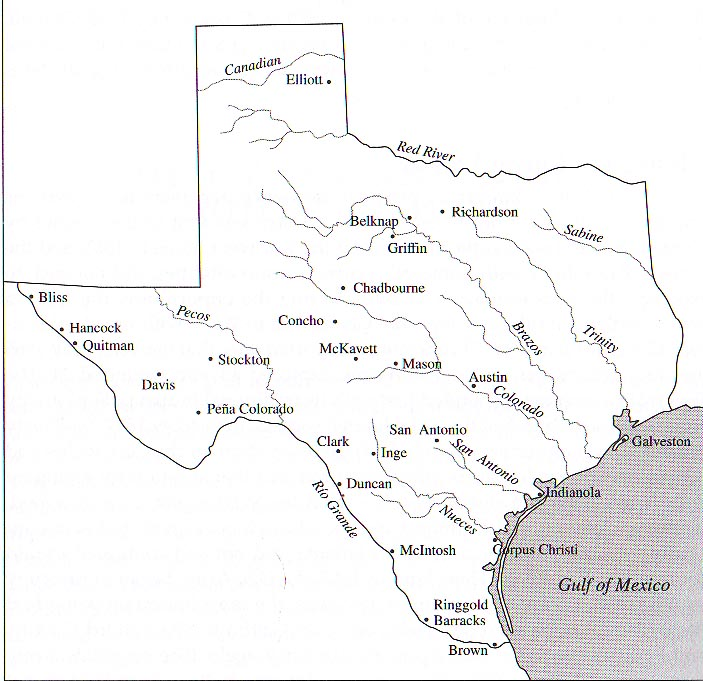 Canadian
Elliott
Red River
Belknap
Richardson
Sabine
Griffin
Chadbourne
Bliss
Pecos
Concho
Hancock
Quitman
Brazos
Trinity
McKavett
Stockton
Mason
Davis
Austin
Colorado
Peña Colorado
San Antonio
Clark
Inge
San Antonio
Galveston
Duncan
Rio Grande
Indianola
Nueces
McIntosh
Corpus Christi
Gulf of Mexico
Ringgold
Barracks
Brown